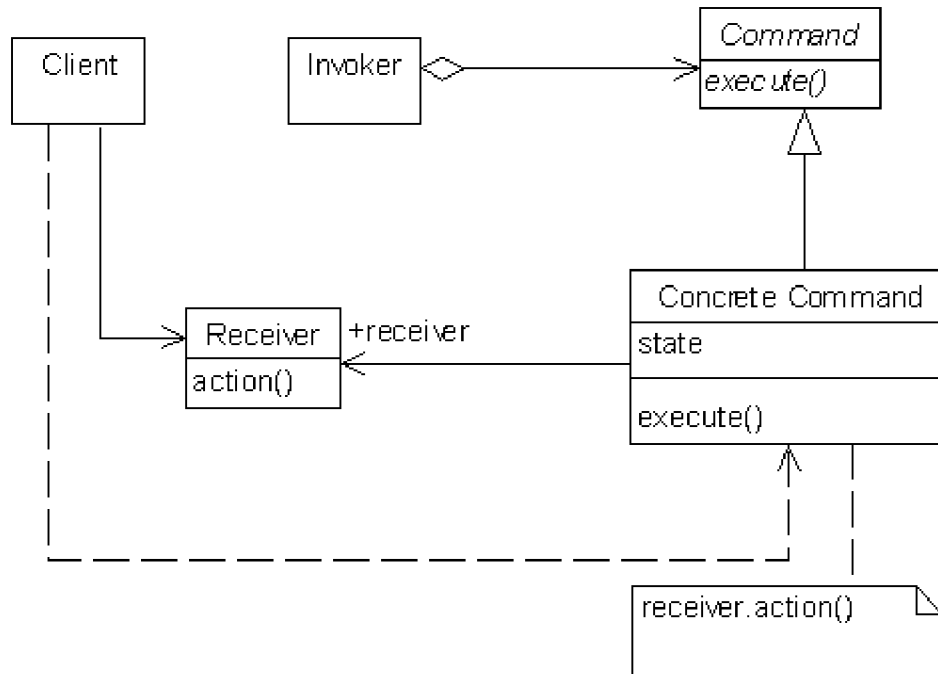 Client
Invoker
Command
execute()
Concrete Command
state
execute()
Receiver
action()
+receiver
receiver.action()